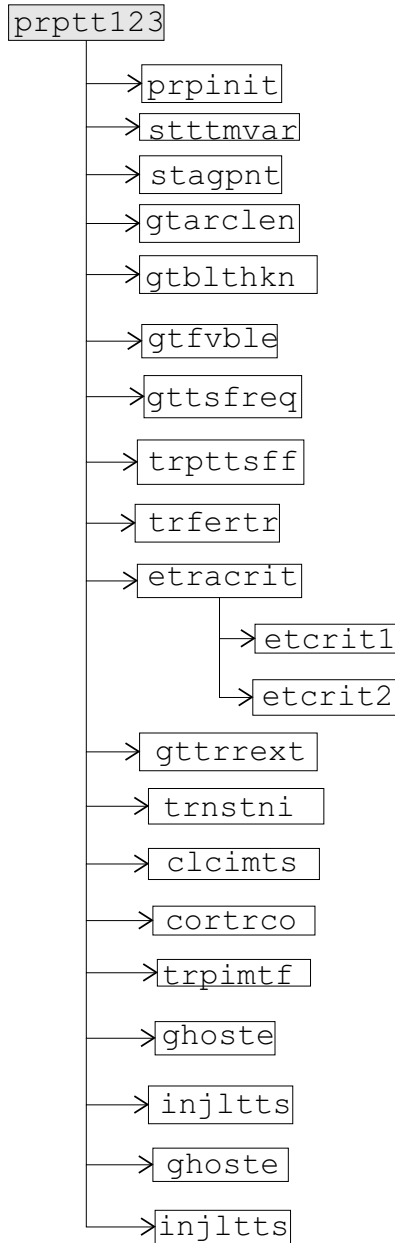 prptt123
prpinit
stttmvar
stagpnt
gtarclen
gtblthkn
gtfvble
gttsfreq
trpttsff
trfertr
etracrit
etcrit1
etcrit2
gttrrext
trnstni
clcimts
cortrco
trpimtf
ghoste
injltts
ghoste
injltts